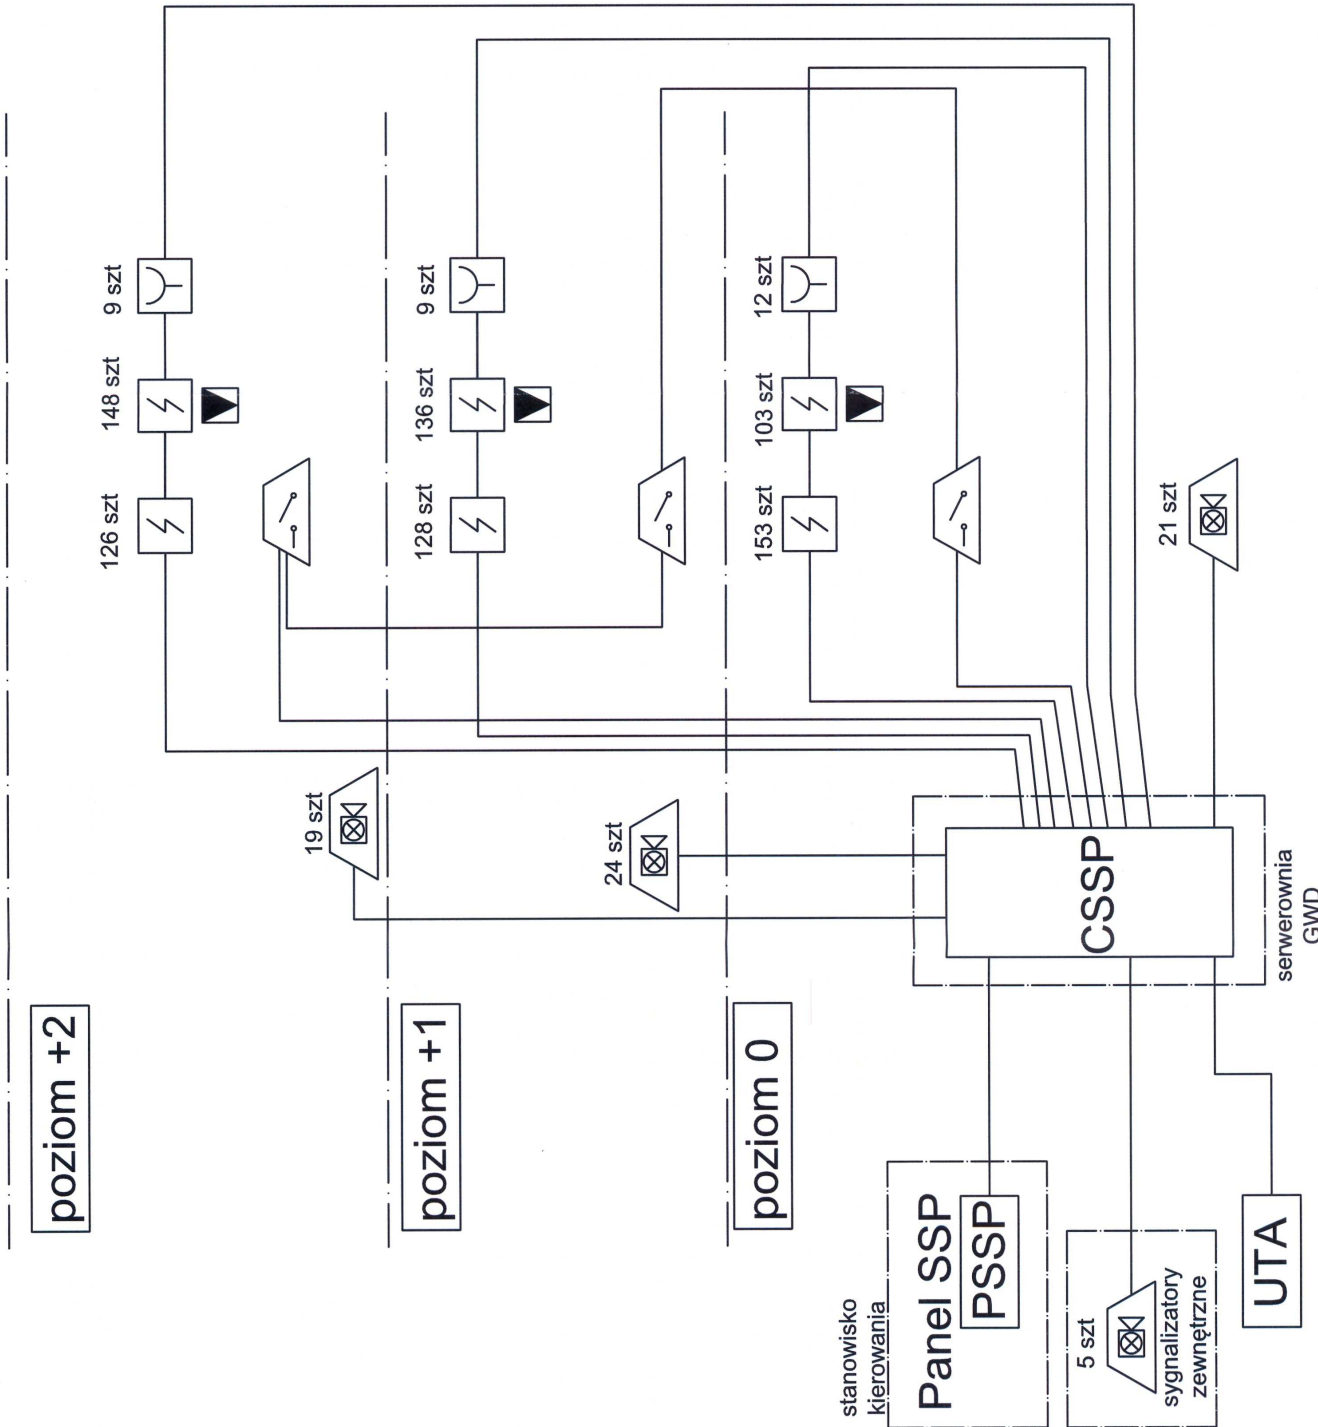 poziom +2
126 szt
148 szt
9 szt
19 szt
poziom +1
128 szt
136 szt
9 szt
24 szt
poziom 0
153 szt
103 szt
12 szt
21 szt
stanowisko
kierowania
Panel SSP
PSSP
CSSP
serwerownia
GWD
5 szt
sygnalizatory
zewnętrzne
UTA